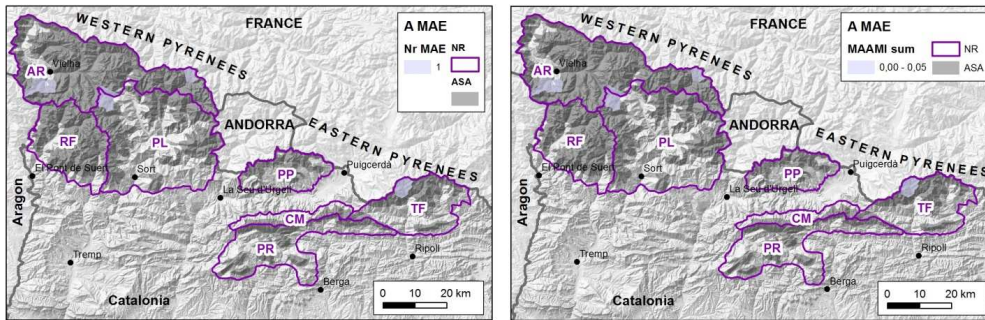 FRANCE
WESTERN PYRENEES
A MAE
Nr MAE NR
1
ASA
AR
Vielha
ANDORRA
EASTERN PYRENEES
RF
PL
El Pont de Suert
Sort
PP
Puigcerdà
La Seu d'Urgell
Aragon
TF
CM
PR
Ripoll
Tremp
Berga
Catalonia
0 10 20 km
FRANCE
WESTERN PYRENEES
A MAE
MAAMI sum NR
0,00 - 0,05 ASA
AR
Vielha
ANDORRA
EASTERN PYRENEES
RF
PL
El Pont de Suert
Sort
PP
Puigcerdà
La Seu d'Urgell
Aragon
TF
CM
PR
Ripoll
Tremp
Berga
Catalonia
0 10 20 km